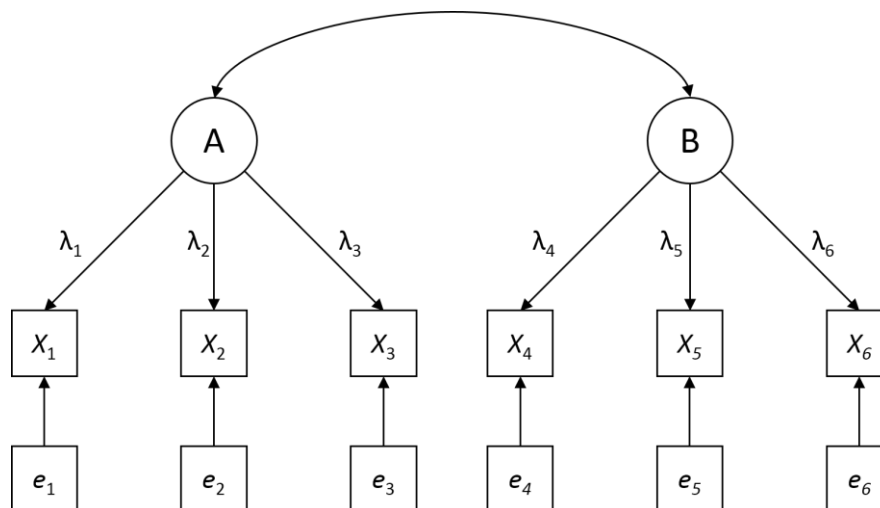 A B
λ₁ λ₂ λ₃ λ₄ λ₅ λ₆
X₁ X₂ X₃ X₄ X₅ X₆
e₁ e₂ e₃ e₄ e₅ e₆